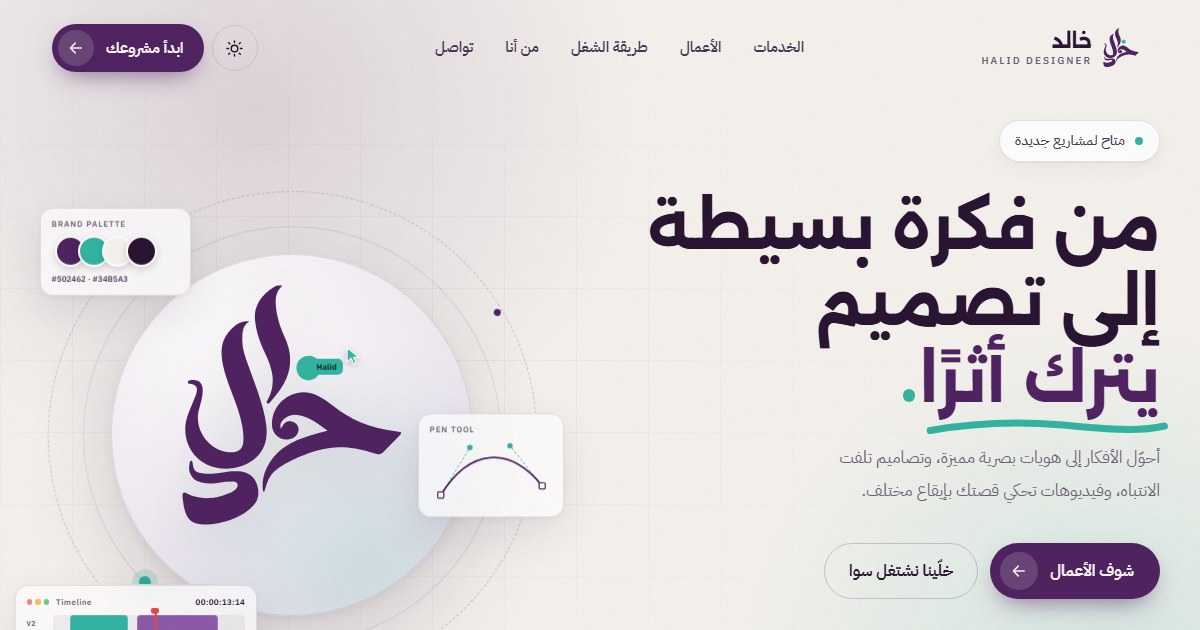 خالد
HALID DESIGNER
الخدمات
الأعمال
طريقة الشغل
من أنا
تواصل
ابدأ مشروعك
متاح لمشاريع جديدة
من فكرة بسيطة
إلى تصميم
يترك أثرًا.
أحوّل الأفكار إلى هويات بصرية مميزة، وتصاميم تلفت
الانتباه، وفيديوهات تحكي قصتك بإيقاع مختلف.
شوف الأعمال
خلّينا نشتغل سوا
BRAND PALETTE
#502462 · #34B5A3
Halid
PEN TOOL
Timeline
00:00:13:14
V2